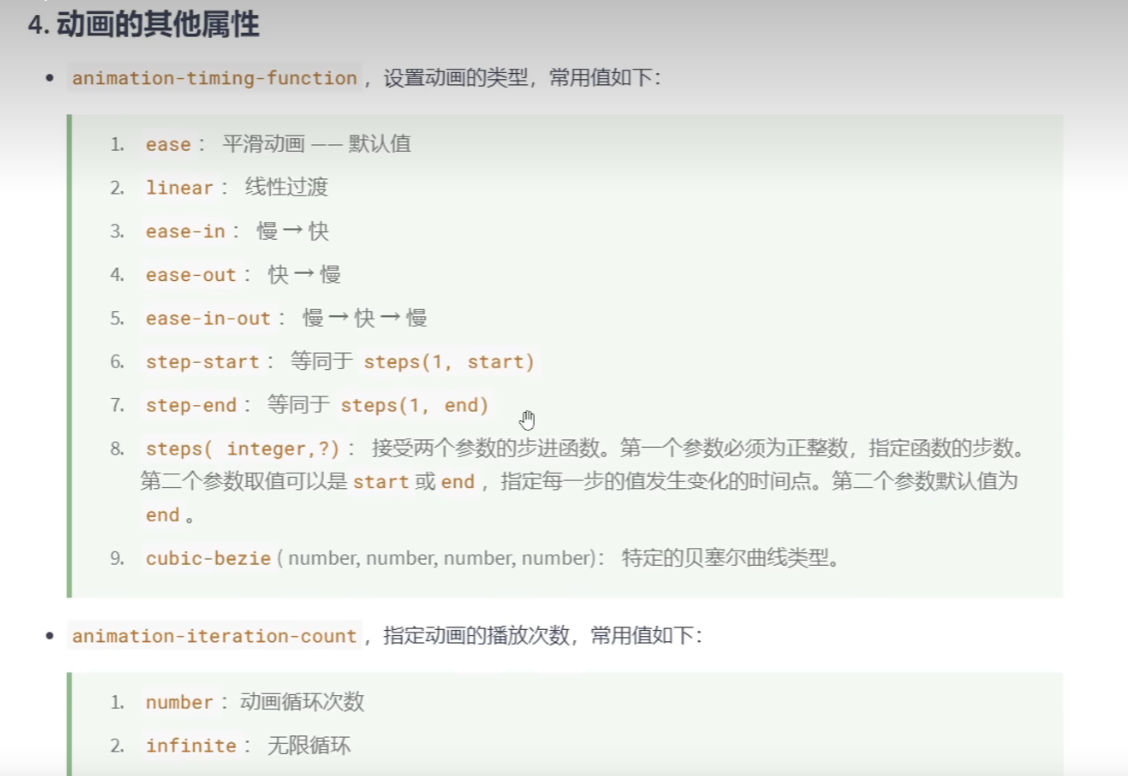 4. 动画的其他属性
• animation-timing-function ，设置动画的类型，常用值如下：
1. ease ： 平滑动画 —— 默认值
2. linear ： 线性过渡
3. ease-in ： 慢 → 快
4. ease-out ： 快 → 慢
5. ease-in-out ： 慢 → 快 → 慢
6. step-start ： 等同于 steps(1, start)
7. step-end ： 等同于 steps(1, end)
8. steps( integer,?) ： 接受两个参数的步进函数。第一个参数必须为正整数，指定函数的步数。
第二个参数取值可以是 start 或 end ，指定每一步的值发生变化的时间点。第二个参数默认值为
end 。
9. cubic-bezie ( number, number, number, number)： 特定的贝塞尔曲线类型。
• animation-iteration-count ，指定动画的播放次数，常用值如下：
1. number ：动画循环次数
2. infinite ： 无限循环